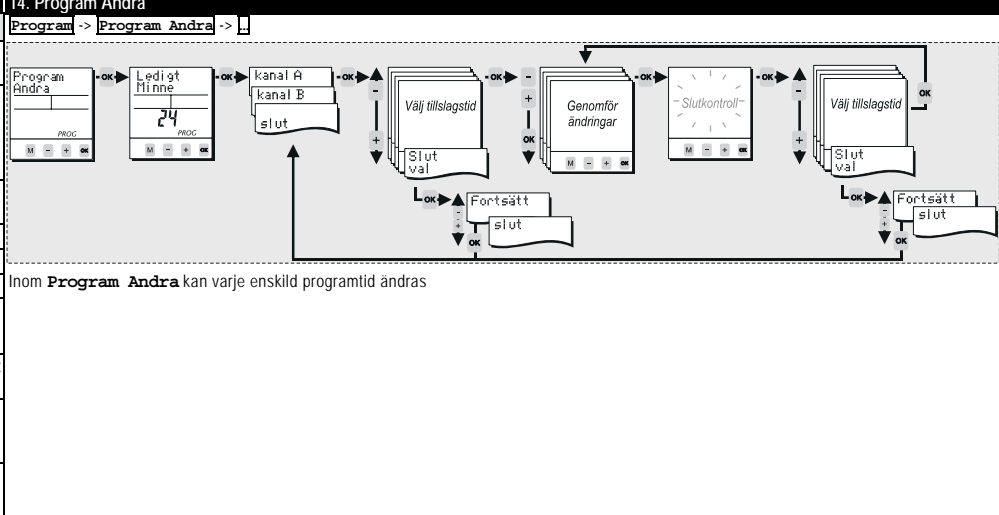 14. Program Andra
Program -> Program Andra -> …
Program
Andra
PROG
M - + OK
OK
Ledigt
Minne
24
PROG
M - + OK
OK
kanal A
kanal B
slut
OK
-
+
Välj tillslagstid
Slut
val
OK
-
+
OK
Fortsätt
slut
OK
-
+
OK
Genomför
ändringar
M - + OK
OK
Slutkontroll
M - + OK
OK
-
+
Välj tillslagstid
OK
Slut
val
OK
-
+
OK
Fortsätt
slut
Inom Program Andra kan varje enskild programtid ändras